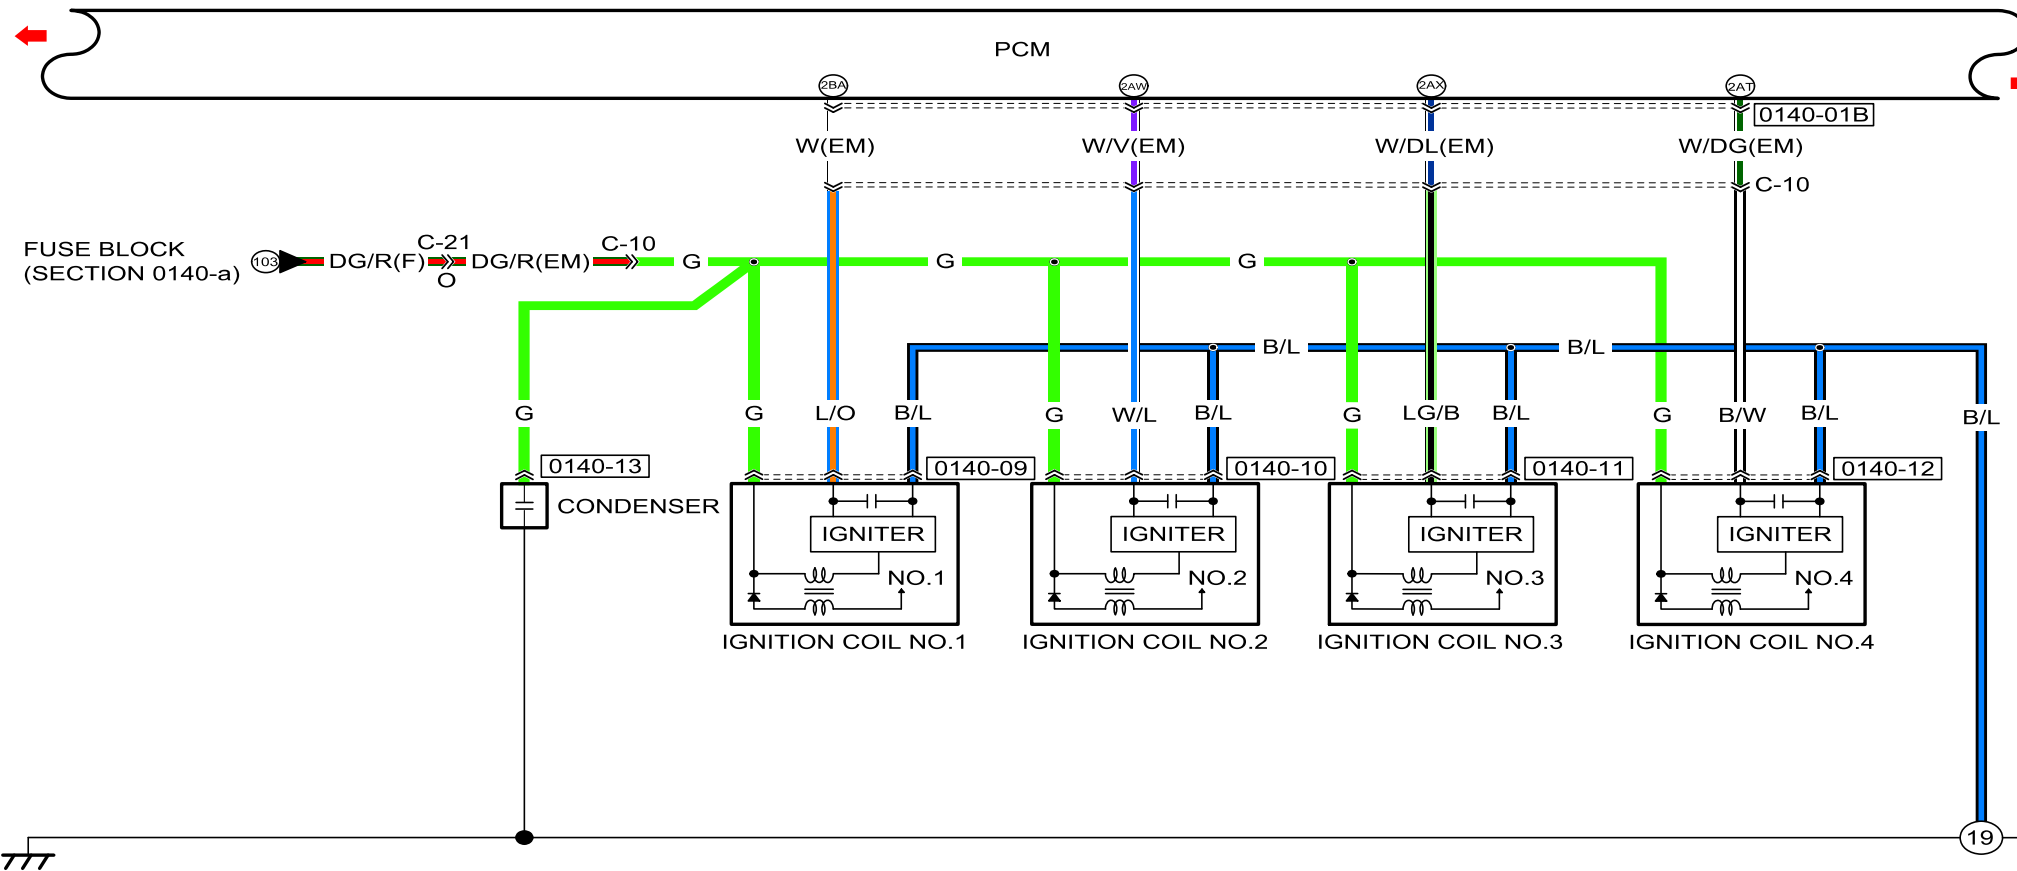 PCM
2BA 2AW 2AX 2AT
0140-01B
W(EM) W/V(EM) W/DL(EM) W/DG(EM)
C-10
FUSE BLOCK
(SECTION 0140-a)
103
DG/R(F)
C-21
O
DG/R(EM)
C-10
G G G
B/L B/L
G G L/O B/L G W/L B/L G LG/B B/L G B/W B/L B/L
0140-13 0140-09 0140-10 0140-11 0140-12
CONDENSER
IGNITER IGNITER IGNITER IGNITER
NO.1 NO.2 NO.3 NO.4
IGNITION COIL NO.1 IGNITION COIL NO.2 IGNITION COIL NO.3 IGNITION COIL NO.4
19